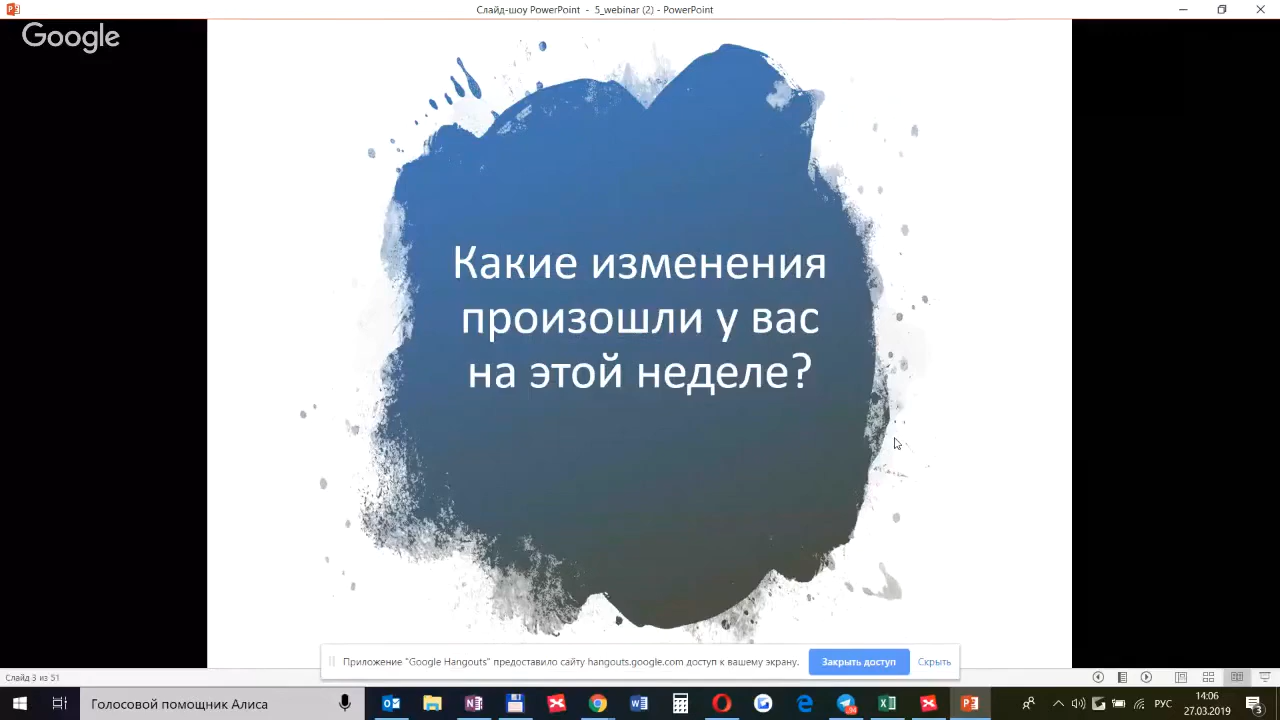 Слайд-шоу PowerPoint - 5_webinar (2) - PowerPoint
Google
Какие изменения
произошли у вас
на этой неделе?
Приложение "Google Hangouts" предоставило сайту hangouts.google.com доступ к вашему экрану.
Закрыть доступ
Скрыть
Слайд 3 из 51
Голосовой помощник Алиса
РУС
14:06
27.03.2019
3